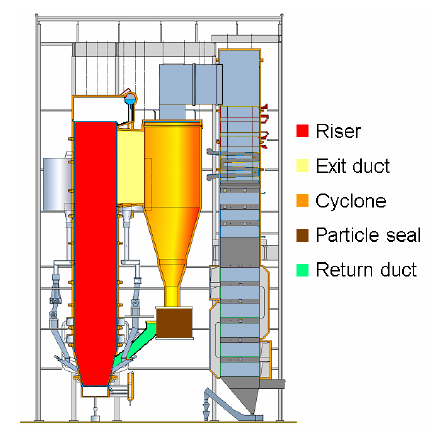 Riser
Exit duct
Cyclone
Particle seal
Return duct